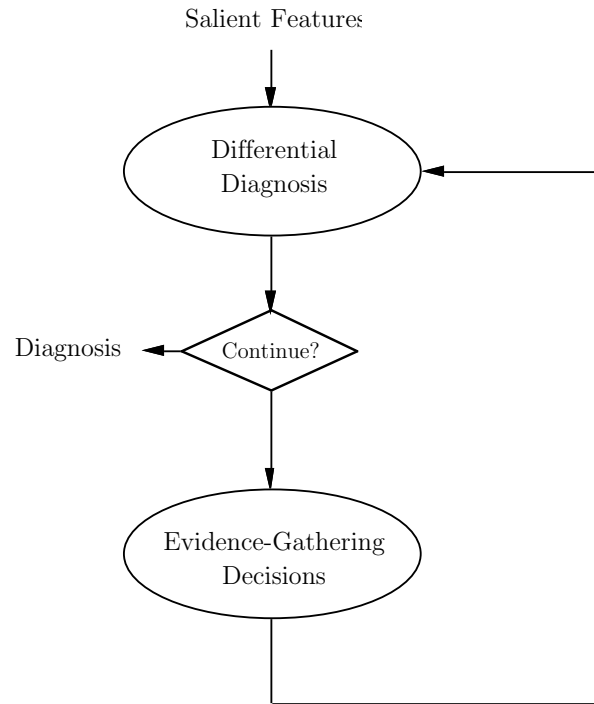 Salient Features
Differential
Diagnosis
Diagnosis
Continue?
Evidence-Gathering
Decisions